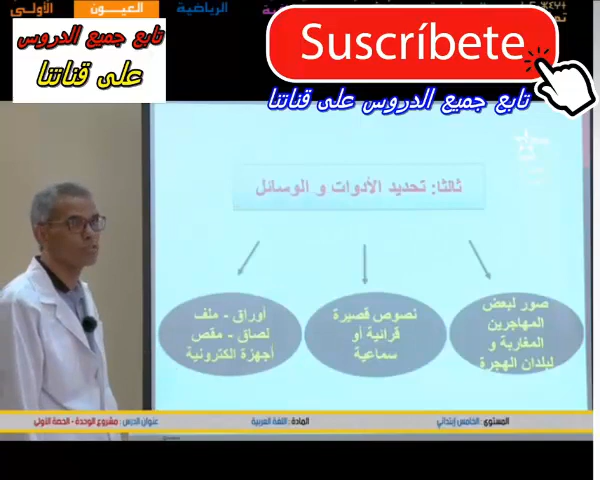 الرياضية
العيون
الأولى
تابع جميع الدروس
على قناتنا
Suscríbete
تابع جميع الدروس على قناتنا
ثالثا: تحديد الأدوات و الوسائل
صور لبعض
المهاجرين
المغاربة و
لبلدان الهجرة
نصوص قصيرة
قرائية أو
سماعية
أوراق - ملف
لصاق - مقص
أجهزة الكترونية
المستوى: الخامس إبتدائي
المادة: اللغة العربية
عنوان الدرس: مشروع الوحدة - الحصة الأولى